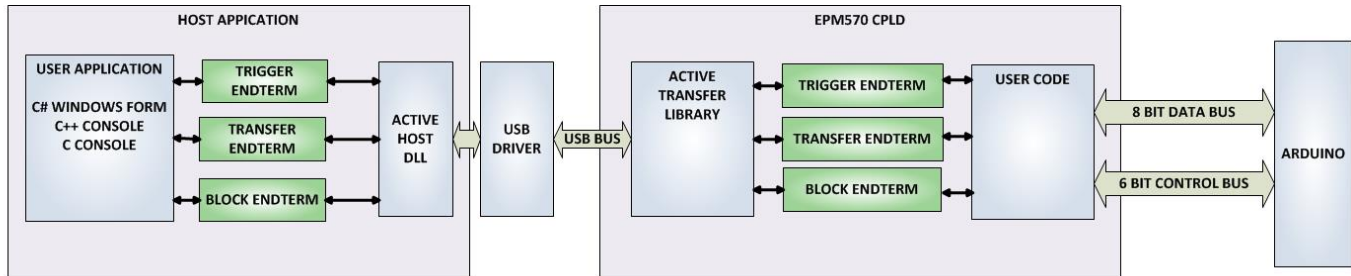 HOST APPICATION
USER APPLICATION
C# WINDOWS FORM
C++ CONSOLE
C CONSOLE
TRIGGER
ENDTERM
TRANSFER
ENDTERM
BLOCK ENDTERM
ACTIVE
HOST
DLL
USB
DRIVER
USB BUS
EPM570 CPLD
ACTIVE
TRANSFER
LIBRARY
TRIGGER ENDTERM
TRANSFER ENDTERM
BLOCK ENDTERM
USER CODE
8 BIT DATA BUS
6 BIT CONTROL BUS
ARDUINO